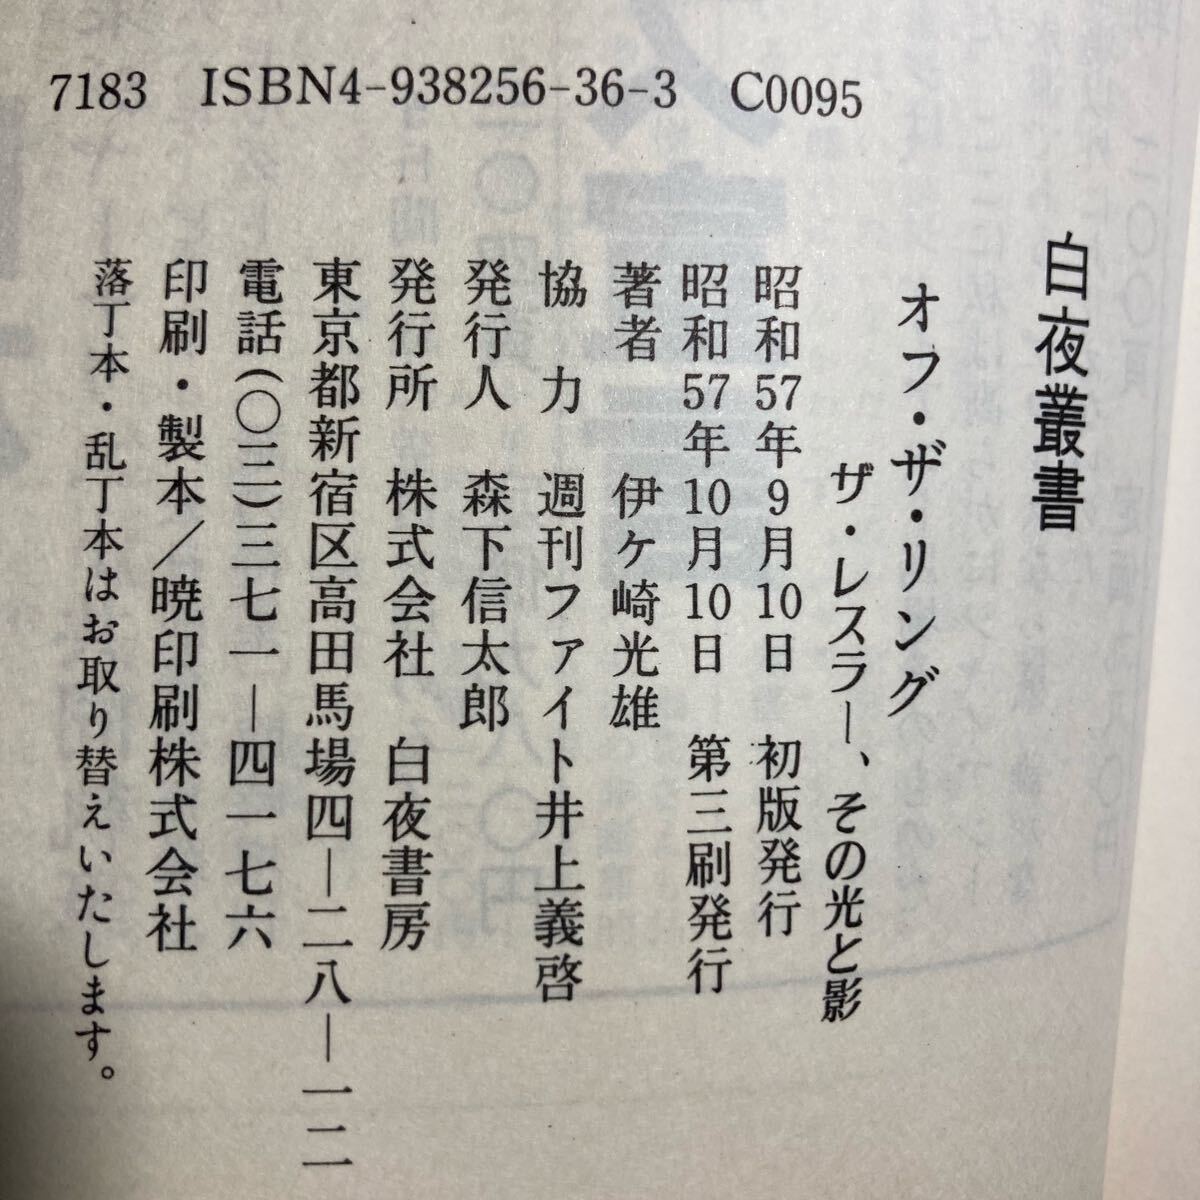 7183 ISBN4-938256-36-3 C0095
白夜叢書
オフ・ザ・リング
ザ・レスラー、その光と影
昭和57年9月10日 初版発行
昭和57年10月10日 第三刷発行
著者 伊ケ崎光雄
協力 週刊ファイト井上義啓
発行人 森下信太郎
発行所 株式会社 白夜書房
東京都新宿区高田馬場四―二八―一二
電話(〇三)三七一―四一七六
印刷・製本／暁印刷株式会社
落丁本・乱丁本はお取り替えいたします。